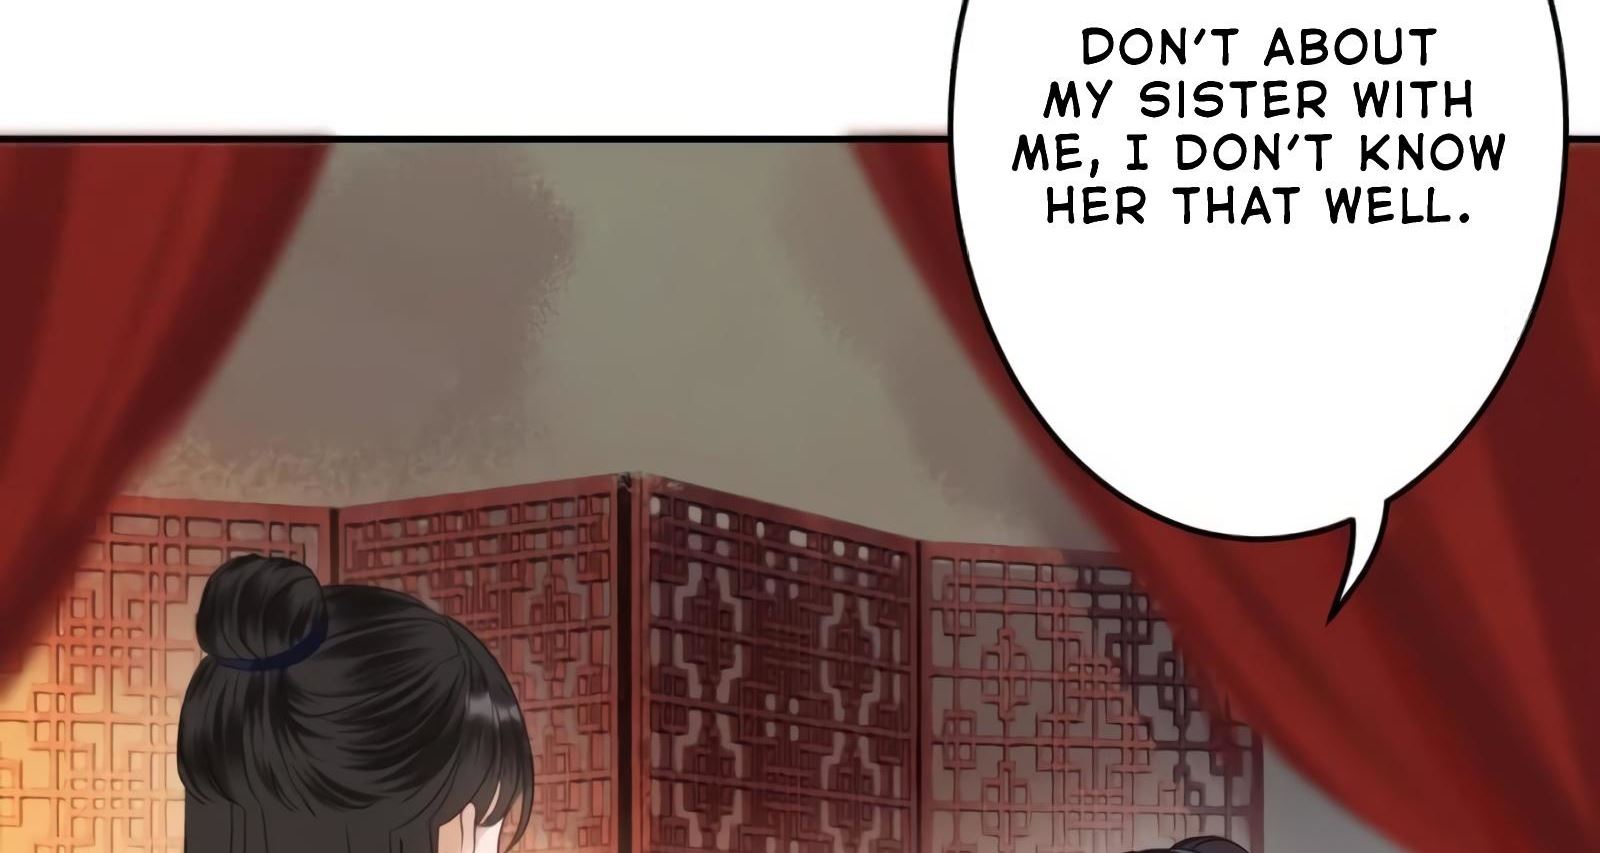 DON'T ABOUT
MY SISTER WITH
ME, I DON'T KNOW
HER THAT WELL.